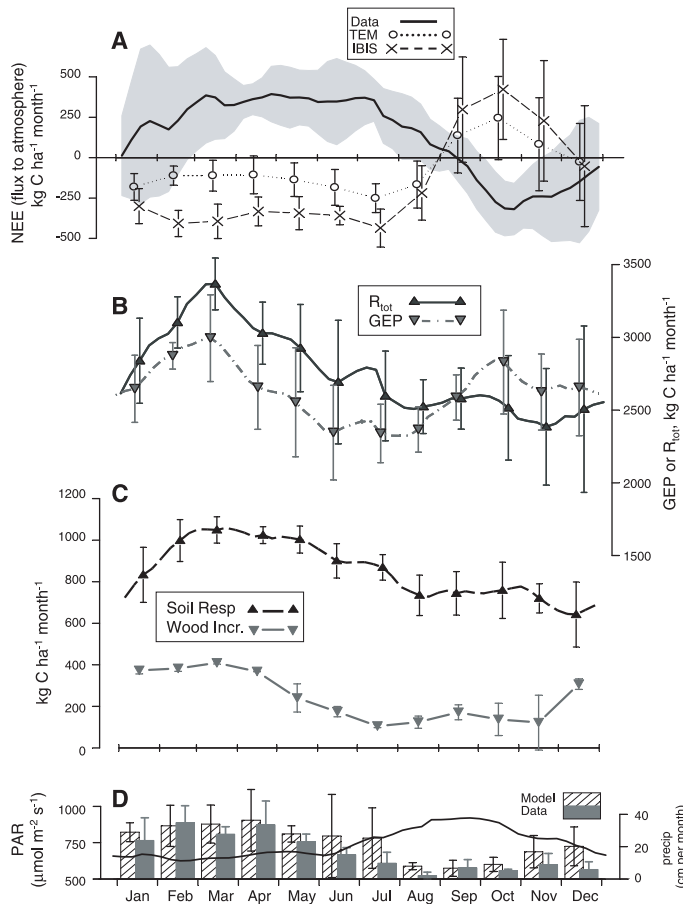 Data
TEM
IBIS
A
500
250
0
-250
-500
NEE (flux to atmosphere)
kg C ha⁻¹ month⁻¹
B
Rtot
GEP
3500
3000
2500
2000
1500
GEP or Rtot, kg C ha⁻¹ month⁻¹
C
1200
1000
800
600
400
200
0
kg C ha⁻¹ month⁻¹
Soil Resp
Wood Incr.
D
Model
Data
1000
750
500
PAR
(μmol m⁻² s⁻¹)
40
20
0
precip
(cm per month)
Jan Feb Mar Apr May Jun Jul Aug Sep Oct Nov Dec